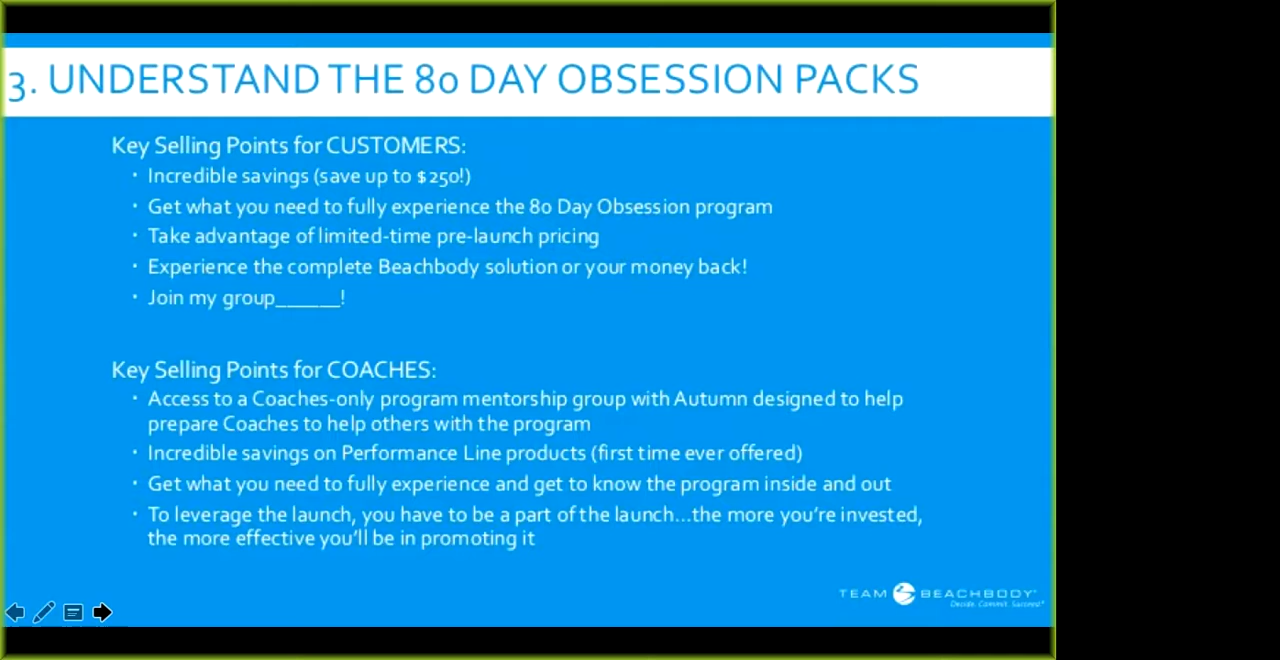 3. UNDERSTAND THE 80 DAY OBSESSION PACKS
Key Selling Points for CUSTOMERS:
• Incredible savings (save up to $250!)
• Get what you need to fully experience the 80 Day Obsession program
• Take advantage of limited-time pre-launch pricing
• Experience the complete Beachbody solution or your money back!
• Join my group______!
Key Selling Points for COACHES:
• Access to a Coaches-only program mentorship group with Autumn designed to help
prepare Coaches to help others with the program
• Incredible savings on Performance Line products (first time ever offered)
• Get what you need to fully experience and get to know the program inside and out
• To leverage the launch, you have to be a part of the launch...the more you're invested,
the more effective you'll be in promoting it
TEAM BEACHBODY
Decide. Commit. Succeed.